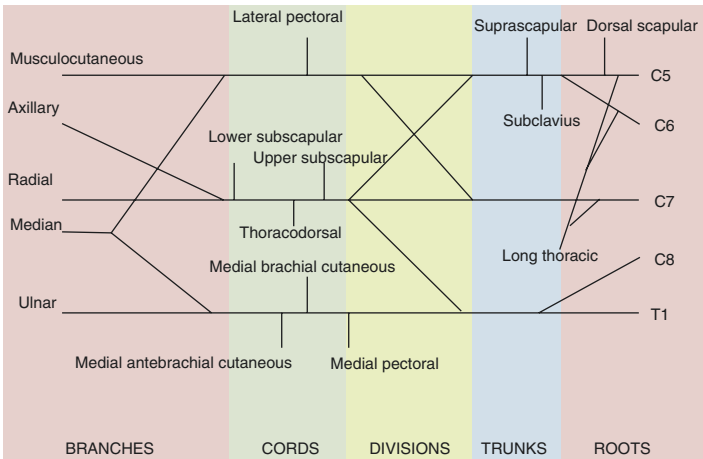 Lateral pectoral
Suprascapular
Dorsal scapular
Musculocutaneous
C5
Axillary
Subclavius
C6
Lower subscapular
Upper subscapular
Radial
C7
Median
Thoracodorsal
Long thoracic
C8
Medial brachial cutaneous
Ulnar
T1
Medial antebrachial cutaneous
Medial pectoral
BRANCHES
CORDS
DIVISIONS
TRUNKS
ROOTS